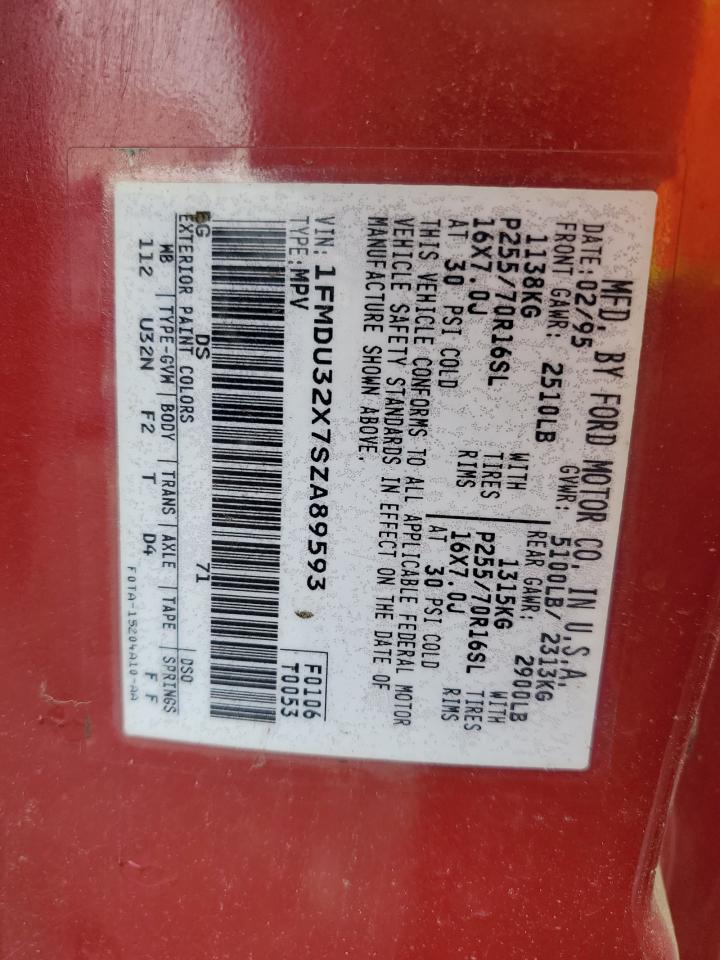 MFD. BY FORD MOTOR CO. IN U.S.A.
DATE: 02/95 GVWR: 5100LB/ 2313KG
FRONT GAWR: 2510LB REAR GAWR: 2900LB
1138KG WITH 1315KG WITH
P255/70R16SL TIRES P255/70R16SL TIRES
16X7.0J RIMS 16X7.0J RIMS
AT 30 PSI COLD AT 30 PSI COLD
THIS VEHICLE CONFORMS TO ALL APPLICABLE FEDERAL MOTOR
VEHICLE SAFETY STANDARDS IN EFFECT ON THE DATE OF
MANUFACTURE SHOWN ABOVE.
VIN: 1FMDU32X7SZA89593 F0106
TYPE: MPV T0053
EG DS 71
EXTERIOR PAINT COLORS DSO
WB TYPE-GVW BODY TRANS AXLE TAPE SPRINGS
112 U32N F2 T D4 F F
F0TA-15204A10-AA